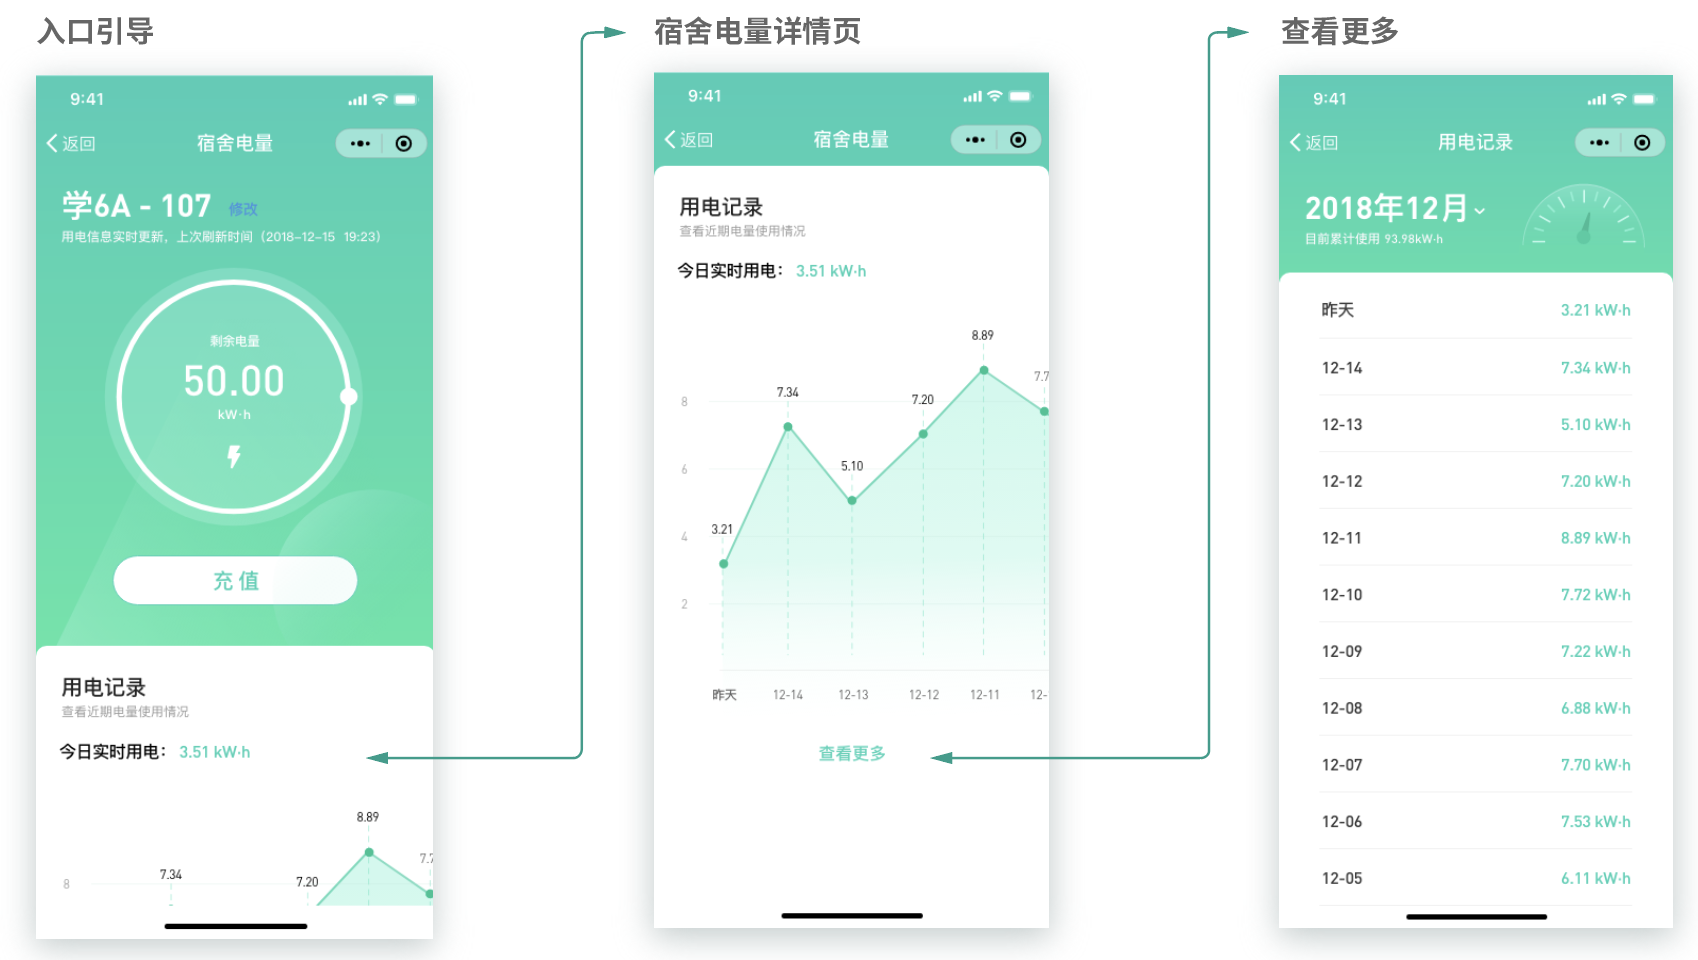 入口引导
9:41
返回
宿舍电量
学6A - 107 修改
用电信息实时更新，上次刷新时间（2018-12-15 19:23）
剩余电量
50.00
kW·h
充值
用电记录
查看近期电量使用情况
今日实时用电： 3.51 kW·h
8.89
7.7
7.34
7.20
8
宿舍电量详情页
9:41
返回
宿舍电量
用电记录
查看近期电量使用情况
今日实时用电： 3.51 kW·h
8.89
7.7
7.34
7.20
8
5.10
6
3.21
4
2
昨天 12-14 12-13 12-12 12-11 12-
查看更多
查看更多
9:41
返回
用电记录
2018年12月
目前累计使用 93.98kW·h
昨天 3.21 kW·h
12-14 7.34 kW·h
12-13 5.10 kW·h
12-12 7.20 kW·h
12-11 8.89 kW·h
12-10 7.72 kW·h
12-09 7.22 kW·h
12-08 6.88 kW·h
12-07 7.70 kW·h
12-06 7.53 kW·h
12-05 6.11 kW·h